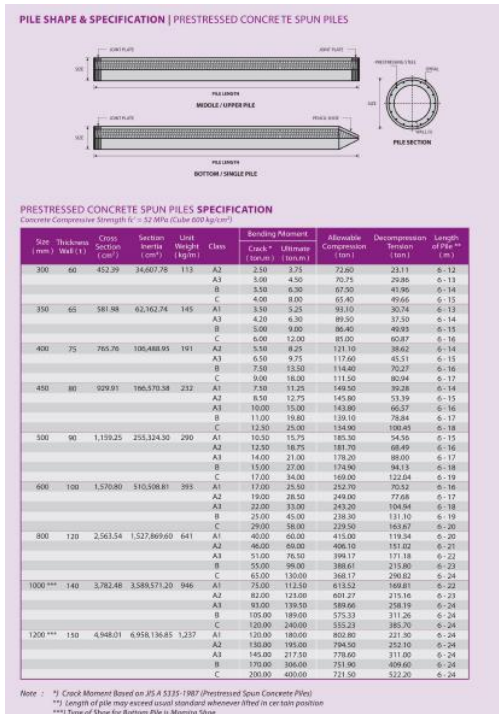 PILE SHAPE & SPECIFICATION | PRESTRESSED CONCRETE SPUN PILES
JOINT PLATE
JOINT PLATE
SIZE
PILE LENGTH
MIDDLE / UPPER PILE
JOINT PLATE
PENCIL SHOE
SIZE
PILE LENGTH
BOTTOM / SINGLE PILE
PRESTRESSING STEEL
SPIRAL
SIZE
WALL (t)
PILE SECTION
PRESTRESSED CONCRETE SPUN PILES SPECIFICATION
Concrete Compressive Strength fc' = 52 MPa (Cube 600 kg/cm²)
Size (mm) Thickness Wall (t) Cross Section (cm²) Section Inertia (cm⁴) Unit Weight (kg/m) Class Bending Moment Crack * (ton.m) Ultimate (ton.m) Allowable Compression (ton) Decompression Tension (ton) Length of Pile ** (m)
300 60 452.39 34,607.78 113 A2 2.50 3.75 72.60 23.11 6 - 12
A3 3.00 4.50 70.75 29.86 6 - 13
B 3.50 6.30 67.50 41.96 6 - 14
C 4.00 8.00 65.40 49.66 6 - 15
350 65 581.98 62,162.74 145 A1 3.50 5.25 93.10 30.74 6 - 13
A3 4.20 6.30 89.50 37.50 6 - 14
B 5.00 9.00 86.40 49.93 6 - 15
C 6.00 12.00 85.00 60.87 6 - 16
400 75 765.76 106,488.95 191 A2 5.50 8.25 121.10 38.62 6 - 14
A3 6.50 9.75 117.60 45.51 6 - 15
B 7.50 13.50 114.40 70.27 6 - 16
C 9.00 18.00 111.50 80.94 6 - 17
450 80 929.91 166,570.38 232 A1 7.50 11.25 149.50 39.28 6 - 14
A2 8.50 12.75 145.80 53.39 6 - 15
A3 10.00 15.00 143.80 66.57 6 - 16
B 11.00 19.80 139.10 78.84 6 - 17
C 12.50 25.00 134.90 100.45 6 - 18
500 90 1,159.25 255,324.30 290 A1 10.50 15.75 185.30 54.56 6 - 15
A2 12.50 18.75 181.70 68.49 6 - 16
A3 14.00 21.00 178.20 88.00 6 - 17
B 15.00 27.00 174.90 94.13 6 - 18
C 17.00 34.00 169.00 122.04 6 - 19
600 100 1,570.80 510,508.81 393 A1 17.00 25.50 252.70 70.52 6 - 16
A2 19.00 28.50 249.00 77.68 6 - 17
A3 22.00 33.00 243.20 104.94 6 - 18
B 25.00 45.00 238.30 131.10 6 - 19
C 29.00 58.00 229.50 163.67 6 - 20
800 120 2,563.54 1,527,869.60 641 A1 40.00 60.00 415.00 119.34 6 - 20
A2 46.00 69.00 406.10 151.02 6 - 21
A3 51.00 76.50 399.17 171.18 6 - 22
B 55.00 99.00 388.61 215.80 6 - 23
C 65.00 130.00 368.17 290.82 6 - 24
1000 *** 140 3,782.48 3,589,571.20 946 A1 75.00 112.50 613.52 169.81 6 - 22
A2 82.00 123.00 601.27 215.16 6 - 23
A3 93.00 139.50 589.66 258.19 6 - 24
B 105.00 189.00 575.33 311.26 6 - 24
C 120.00 240.00 555.23 385.70 6 - 24
1200 *** 150 4,948.01 6,958,136.85 1,237 A1 120.00 180.00 802.80 221.30 6 - 24
A2 130.00 195.00 794.50 252.10 6 - 24
A3 145.00 217.50 778.60 311.00 6 - 24
B 170.00 306.00 751.90 409.60 6 - 24
C 200.00 400.00 721.50 522.20 6 - 24
Note : *) Crack Moment Based on JIS A 5335-1987 (Prestressed Spun Concrete Piles)
**) Length of pile may exceed usual standard whenever lifted in certain position
***) Type of Shoe for Bottom Pile is Mamira Shoe